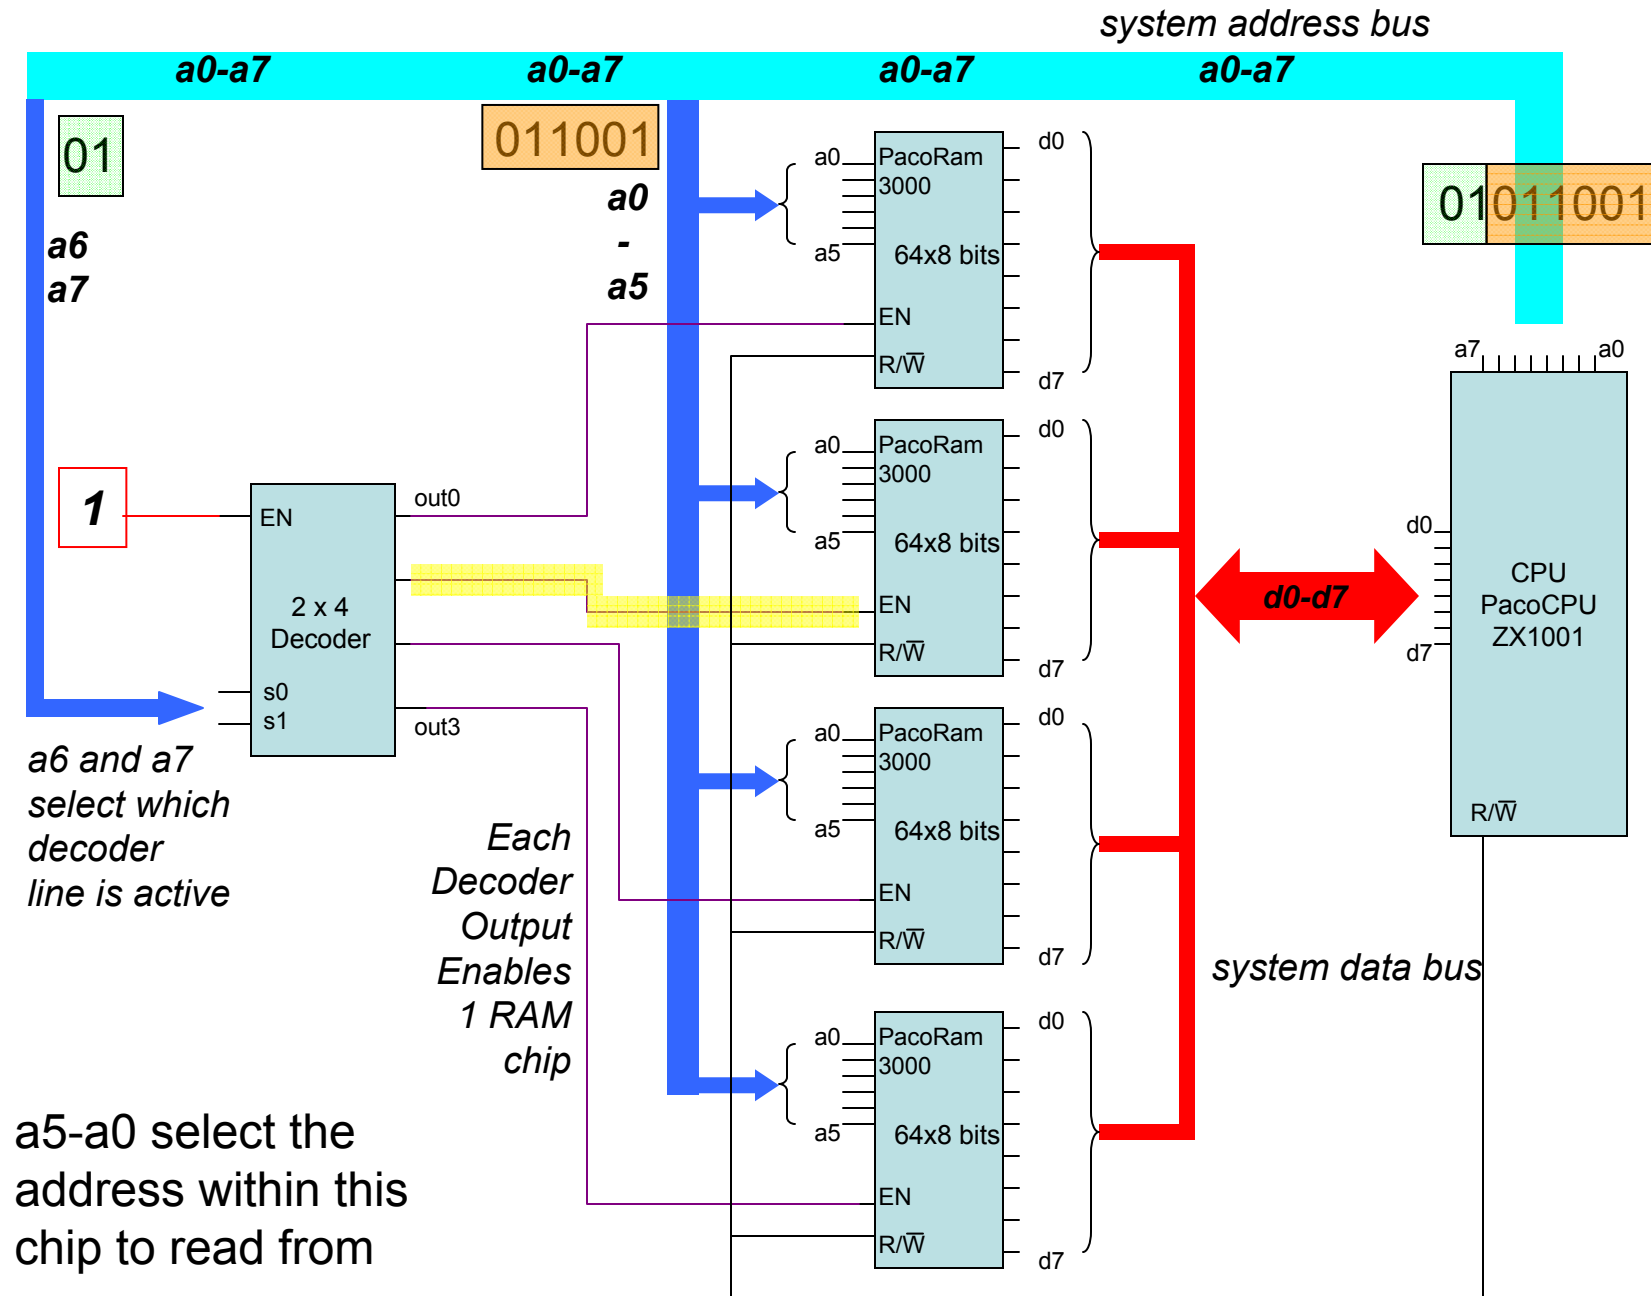 system address bus
a0-a7 a0-a7 a0-a7 a0-a7
01
011001
01011001
a6
a7
a0
-
a5
a0
a5
PacoRam
3000
64x8 bits
EN
R/W̅
d0
d7
a7 a0
1
EN
2 x 4
Decoder
s0
s1
out0
out3
a0
a5
PacoRam
3000
64x8 bits
EN
R/W̅
d0
d7
d0-d7
d0
d7
CPU
PacoCPU
ZX1001
R/W̅
a6 and a7
select which
decoder
line is active
Each
Decoder
Output
Enables
1 RAM
chip
a0
a5
PacoRam
3000
64x8 bits
EN
R/W̅
d0
d7
system data bus
a0
a5
PacoRam
3000
64x8 bits
EN
R/W̅
d0
d7
a5-a0 select the
address within this
chip to read from